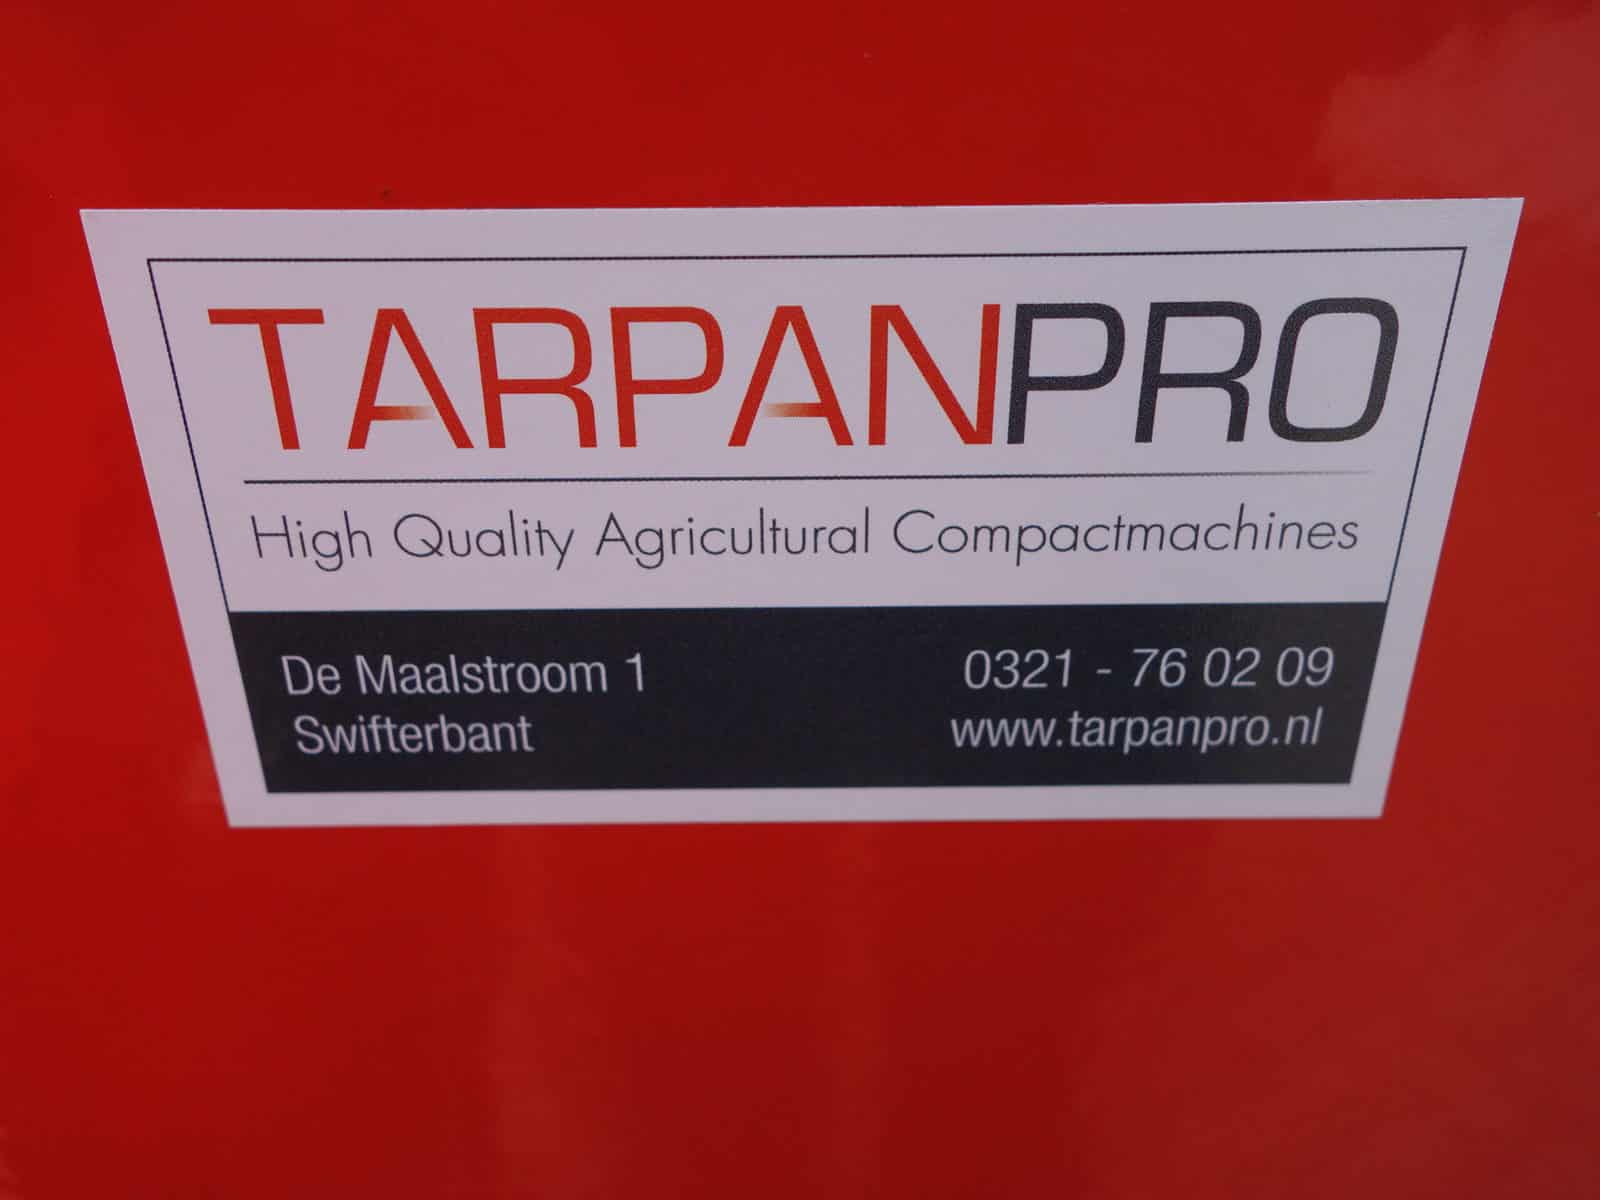 TARPANPRO
High Quality Agricultural Compactmachines
De Maalstroom 1
Swifterbant
0321 - 76 02 09
www.tarpanpro.nl